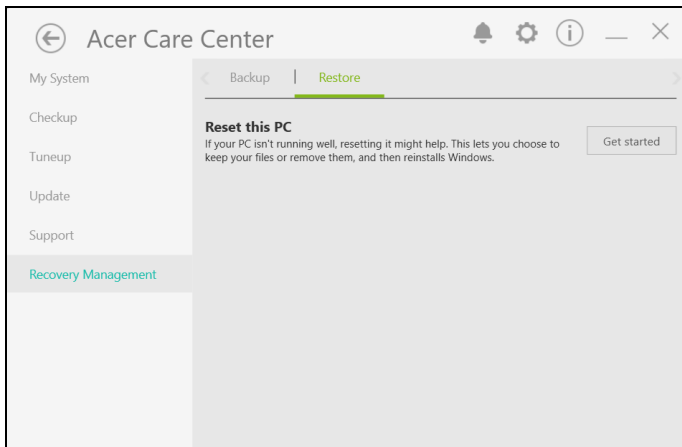 Acer Care Center
My System
Backup | Restore
Checkup
Reset this PC
If your PC isn't running well, resetting it might help. This lets you choose to
keep your files or remove them, and then reinstalls Windows.
Get started
Tuneup
Update
Support
Recovery Management